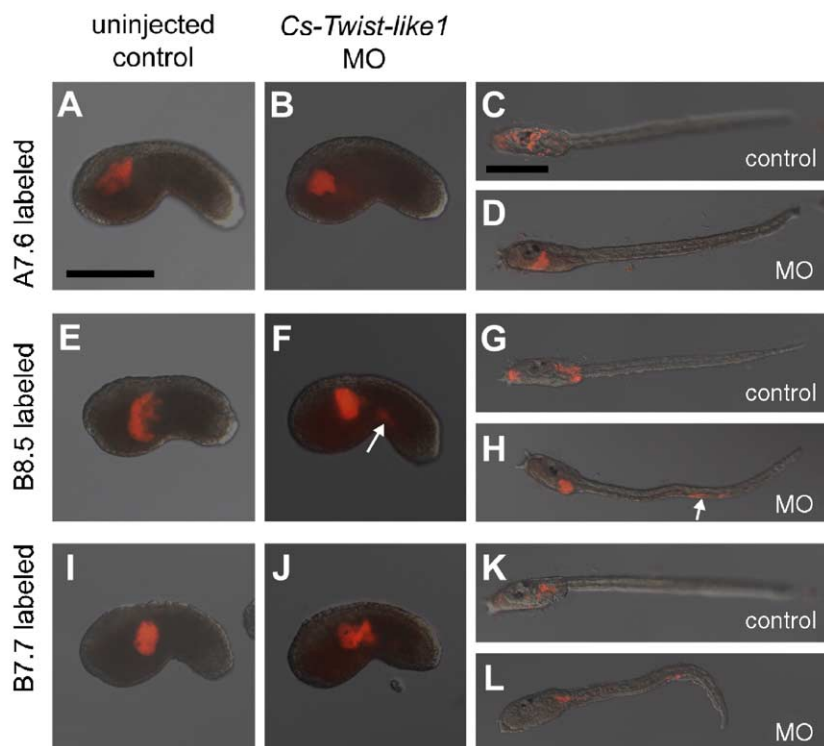 uninjected
control
Cs-Twist-like1
MO
A7.6 labeled
A
B
C
control
D
MO
B8.5 labeled
E
F
G
control
H
MO
B7.7 labeled
I
J
K
control
L
MO